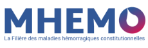 MHEMO
La Filière des maladies hémorragiques constitutionnelles